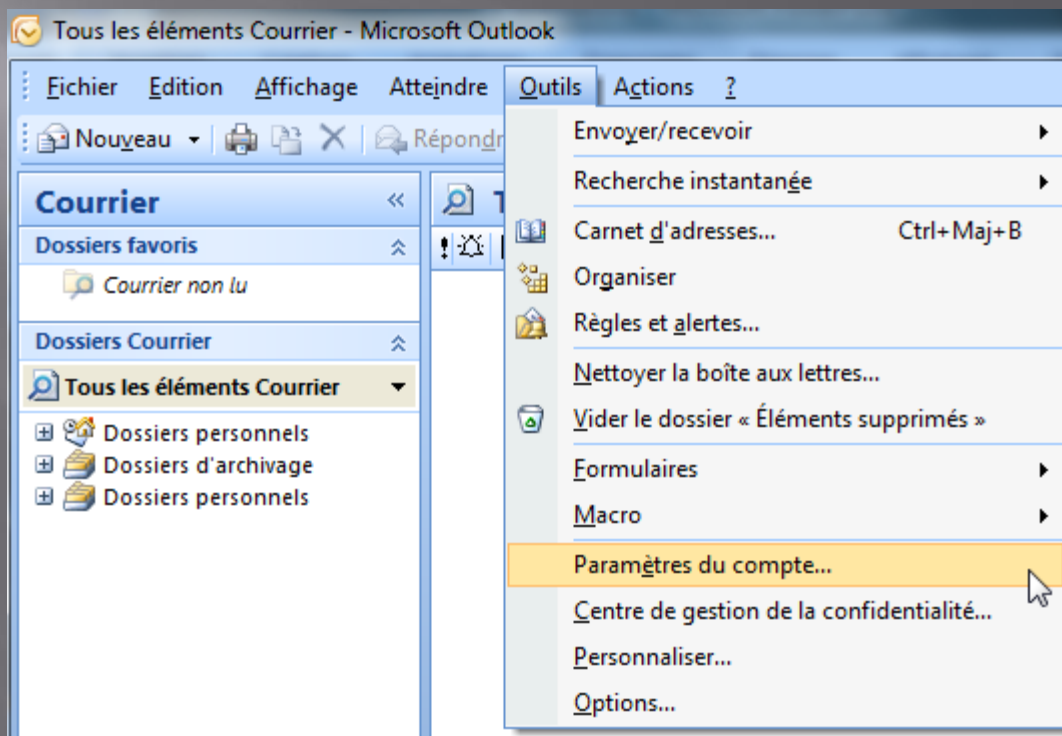 Tous les éléments Courrier - Microsoft Outlook
Fichier Edition Affichage Atteindre Outils Actions ?
Nouveau
Courrier
Dossiers favoris
Courrier non lu
Dossiers Courrier
Tous les éléments Courrier
Dossiers personnels
Dossiers d'archivage
Dossiers personnels
Envoyer/recevoir
Recherche instantanée
Carnet d'adresses... Ctrl+Maj+B
Organiser
Règles et alertes...
Nettoyer la boîte aux lettres...
Vider le dossier « Éléments supprimés »
Formulaires
Macro
Paramètres du compte...
Centre de gestion de la confidentialité...
Personnaliser...
Options...